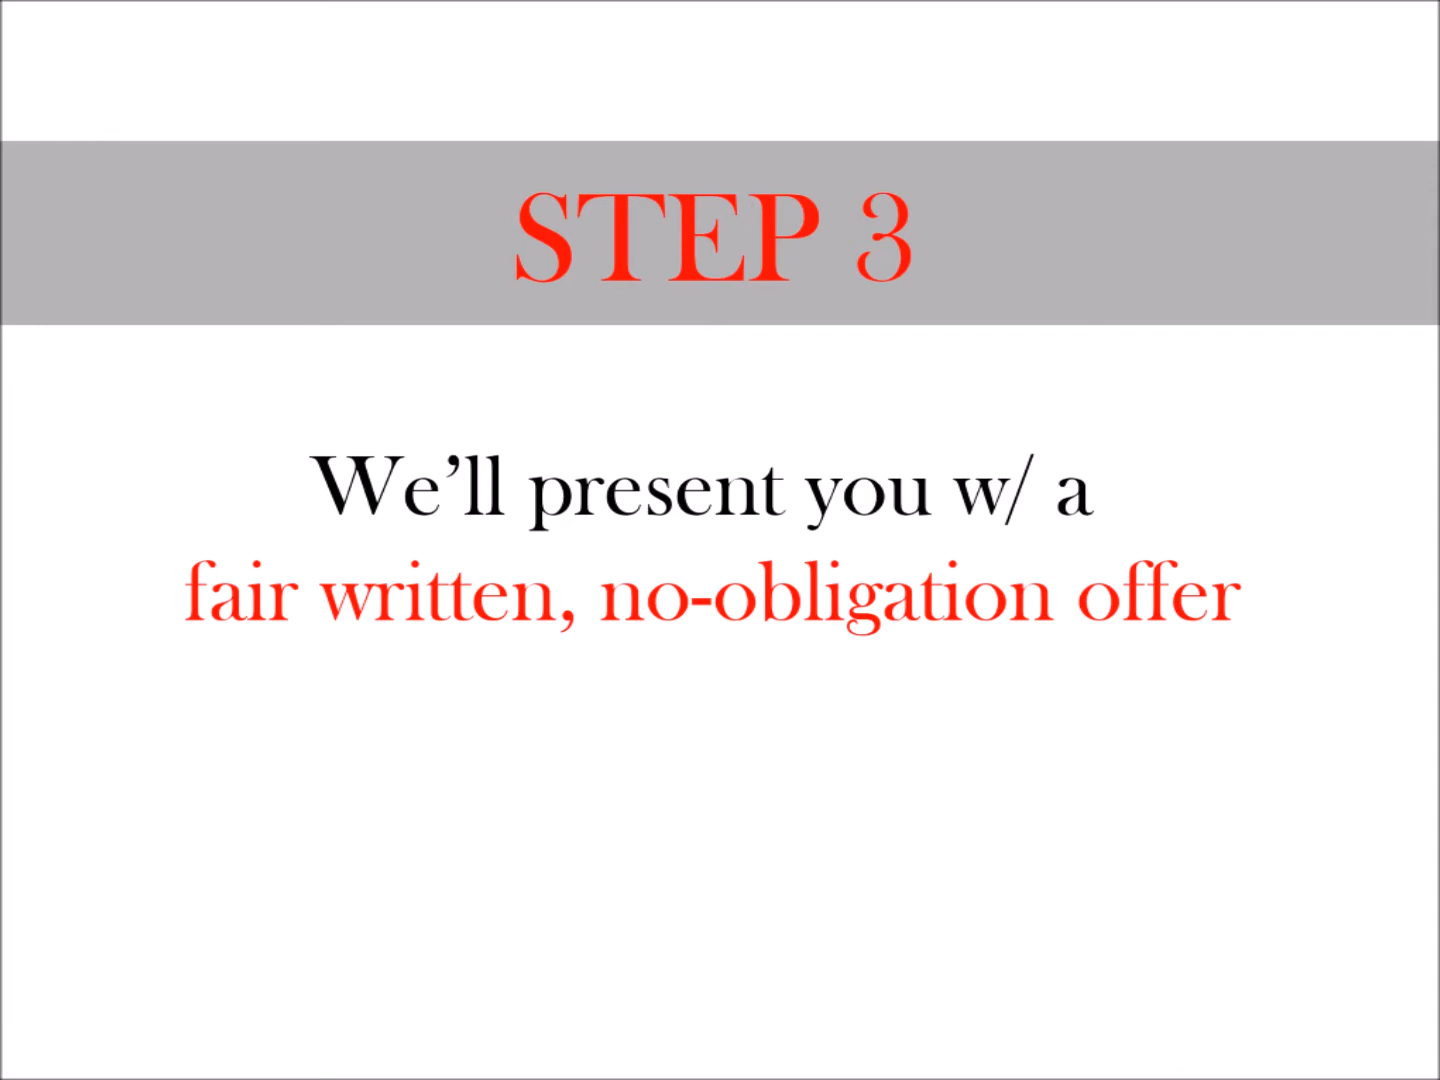 STEP 3
We’ll present you w/ a
fair written, no-obligation offer